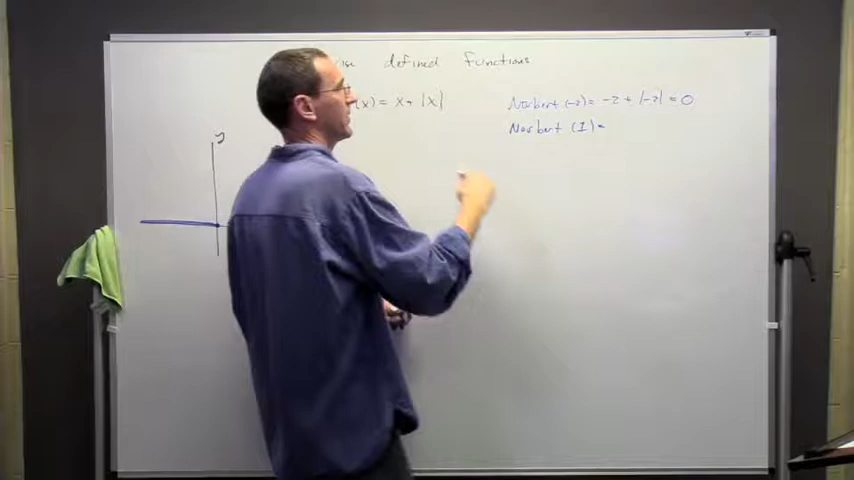 defined Functions
(x) = x + |x|
Norbert (-2) = -2 + |-2| = 0
Norbert (1) =
y